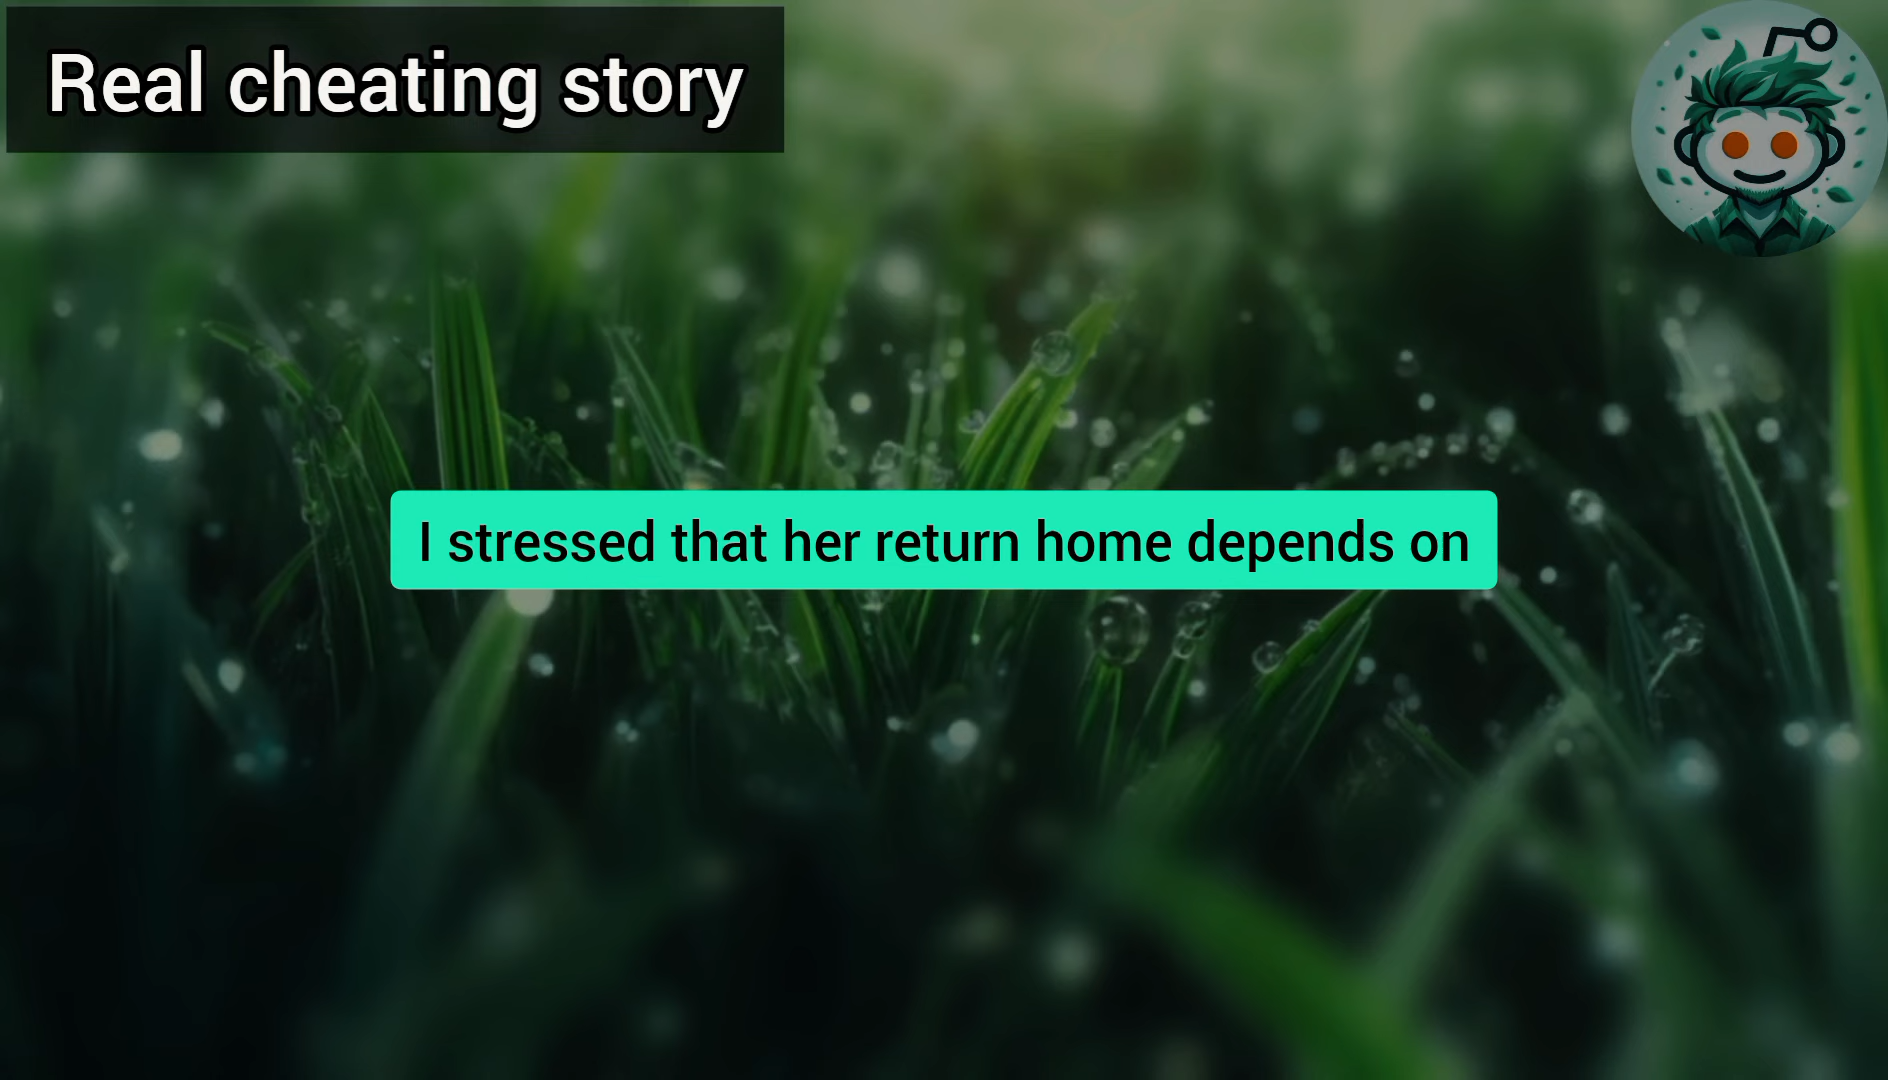 Real cheating story
I stressed that her return home depends on